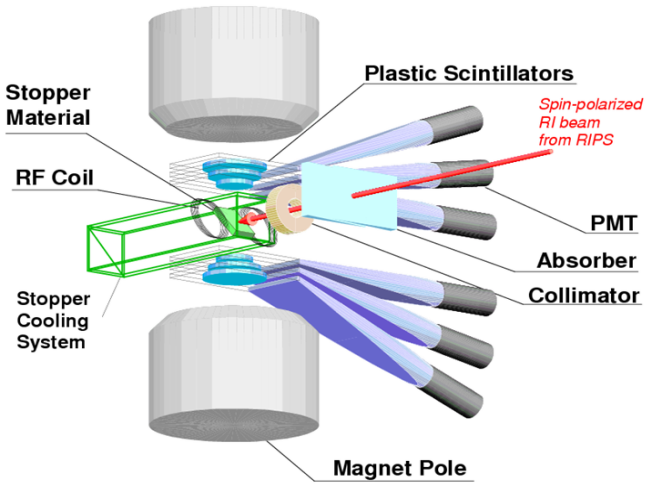 Plastic Scintillators
Stopper
Material
Spin-polarized
RI beam
from RIPS
RF Coil
PMT
Absorber
Collimator
Stopper
Cooling
System
Magnet Pole